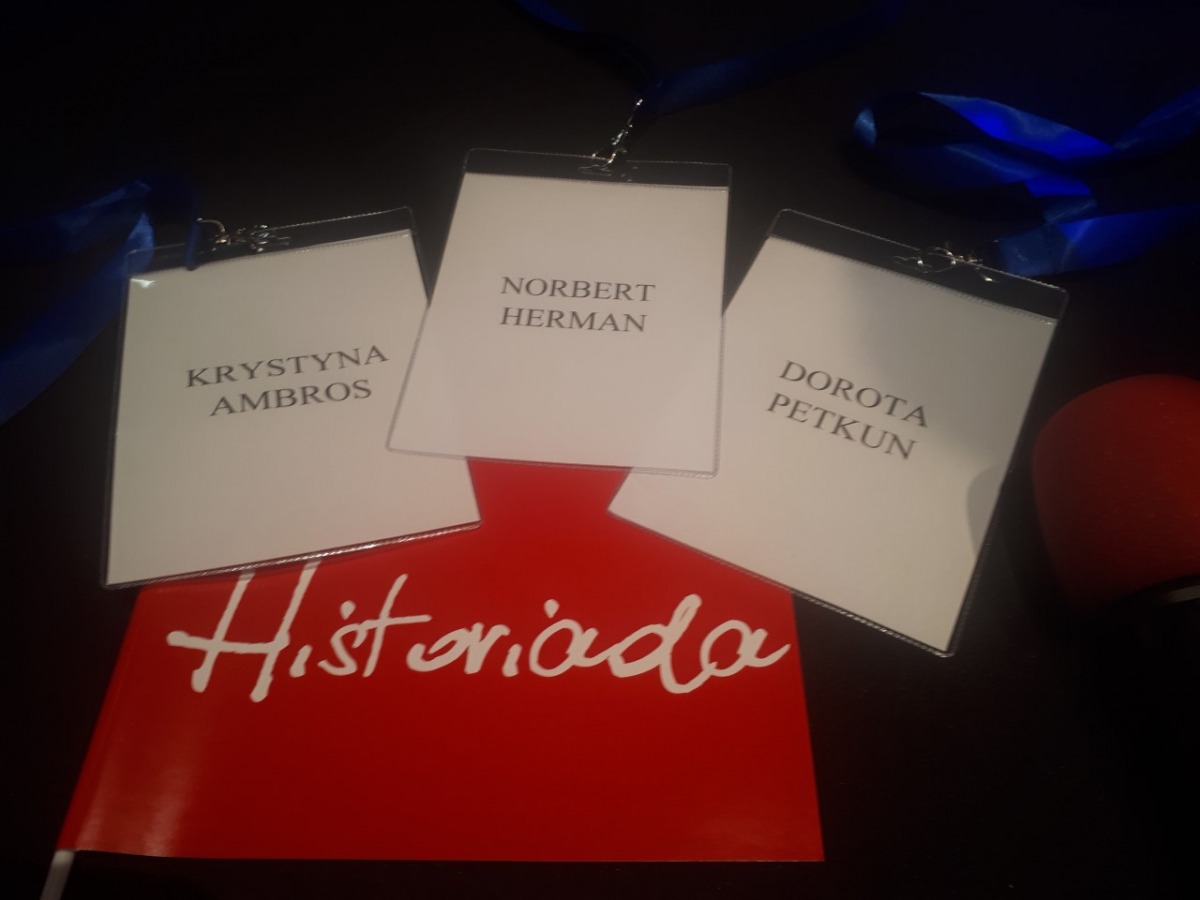 KRYSTYNA
AMBROS
NORBERT
HERMAN
DOROTA
PETKUN
Historiada